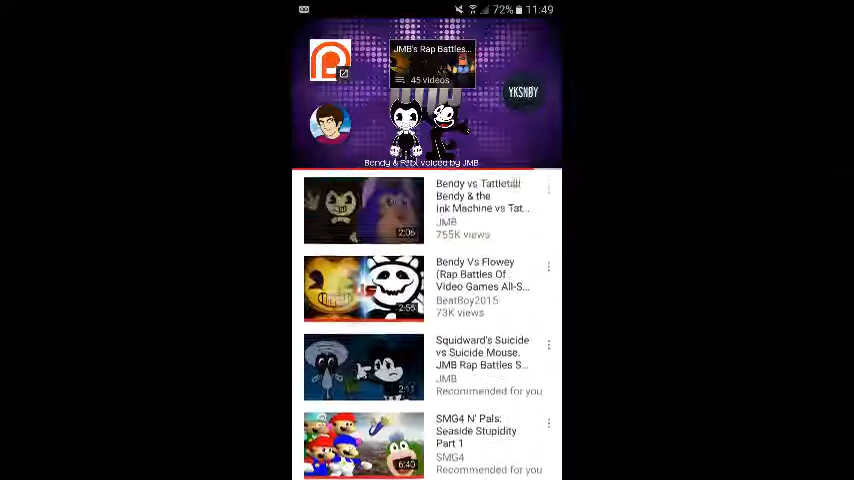 72% 11:49
JMB's Rap Battles...
45 videos
YKSNBY
Bendy & Felix voiced by JMB
Bendy vs Tattletail
Bendy & the
Ink Machine vs Tat...
JMB
755K views
2:06
Bendy Vs Flowey
(Rap Battles Of
Video Games All-S...
BeatBoy2015
73K views
2:58
Squidward's Suicide
vs Suicide Mouse.
JMB Rap Battles S...
JMB
Recommended for you
2:11
SMG4 N' Pals:
Seaside Stupidity
Part 1
SMG4
Recommended for you
6:40